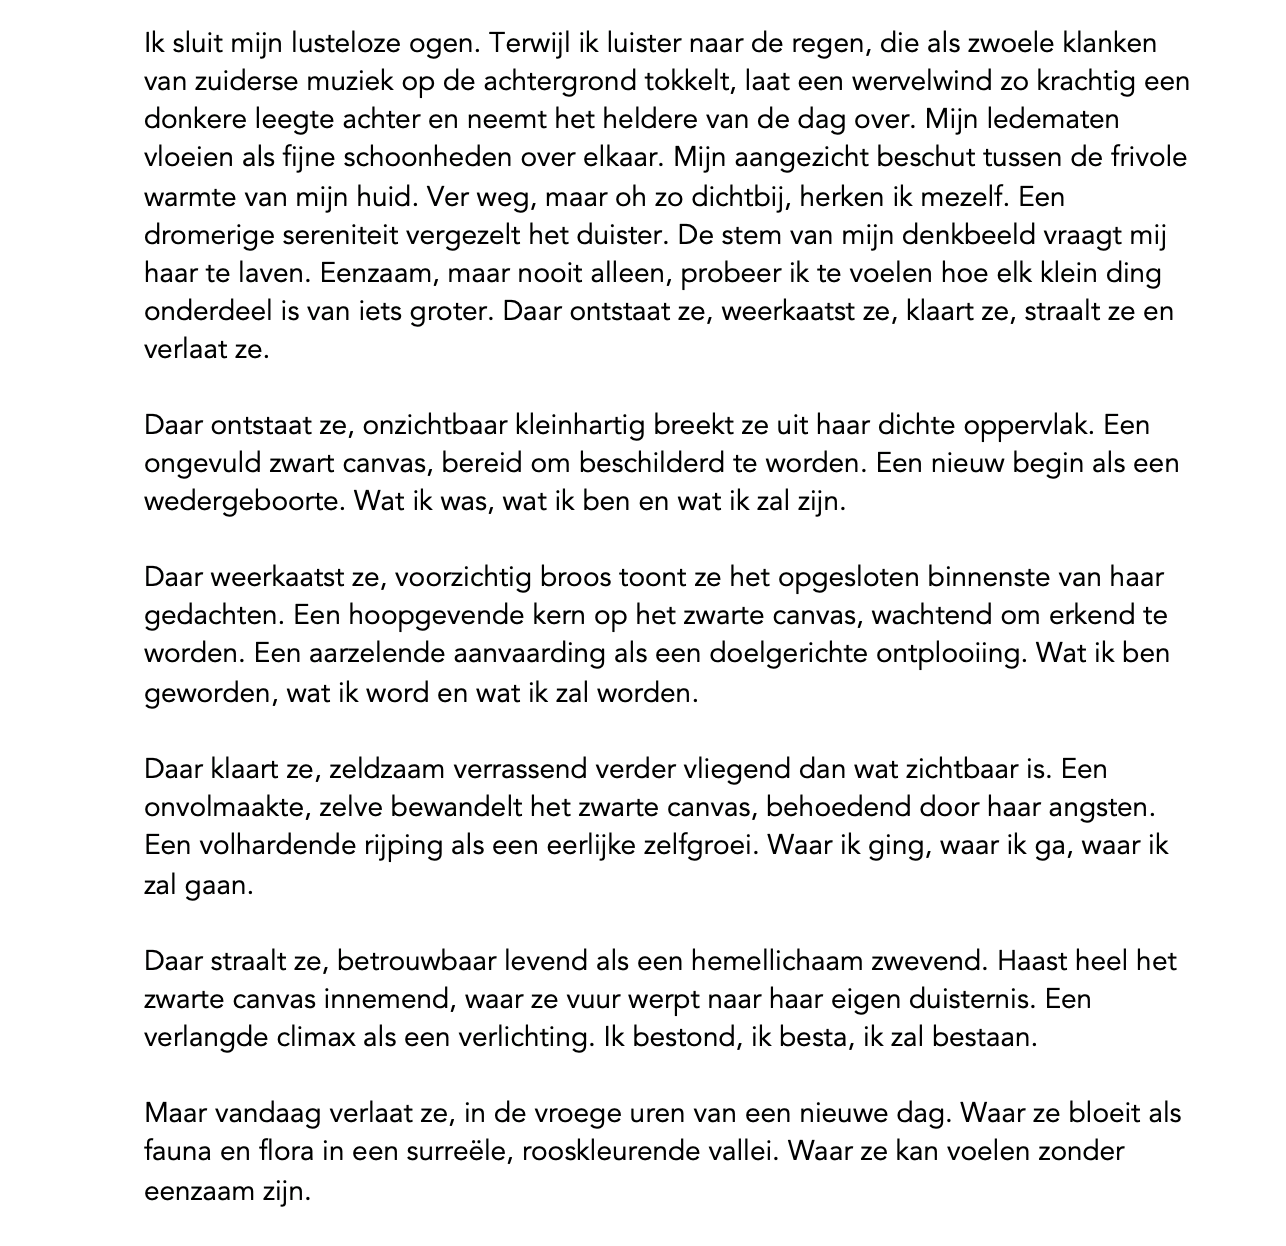 Ik sluit mijn lusteloze ogen. Terwijl ik luister naar de regen, die als zwoele klanken
van zuiderse muziek op de achtergrond tokkelt, laat een wervelwind zo krachtig een
donkere leegte achter en neemt het heldere van de dag over. Mijn ledematen
vloeien als fijne schoonheden over elkaar. Mijn aangezicht beschut tussen de frivole
warmte van mijn huid. Ver weg, maar oh zo dichtbij, herken ik mezelf. Een
dromerige sereniteit vergezelt het duister. De stem van mijn denkbeeld vraagt mij
haar te laven. Eenzaam, maar nooit alleen, probeer ik te voelen hoe elk klein ding
onderdeel is van iets groter. Daar ontstaat ze, weerkaatst ze, klaart ze, straalt ze en
verlaat ze.
Daar ontstaat ze, onzichtbaar kleinhartig breekt ze uit haar dichte oppervlak. Een
ongevuld zwart canvas, bereid om beschilderd te worden. Een nieuw begin als een
wedergeboorte. Wat ik was, wat ik ben en wat ik zal zijn.
Daar weerkaatst ze, voorzichtig broos toont ze het opgesloten binnenste van haar
gedachten. Een hoopgevende kern op het zwarte canvas, wachtend om erkend te
worden. Een aarzelende aanvaarding als een doelgerichte ontplooiing. Wat ik ben
geworden, wat ik word en wat ik zal worden.
Daar klaart ze, zeldzaam verrassend verder vliegend dan wat zichtbaar is. Een
onvolmaakte, zelve bewandelt het zwarte canvas, behoedend door haar angsten.
Een volhardende rijping als een eerlijke zelfgroei. Waar ik ging, waar ik ga, waar ik
zal gaan.
Daar straalt ze, betrouwbaar levend als een hemellichaam zwevend. Haast heel het
zwarte canvas innemend, waar ze vuur werpt naar haar eigen duisternis. Een
verlangde climax als een verlichting. Ik bestond, ik besta, ik zal bestaan.
Maar vandaag verlaat ze, in de vroege uren van een nieuwe dag. Waar ze bloeit als
fauna en flora in een surreële, rooskleurende vallei. Waar ze kan voelen zonder
eenzaam zijn.